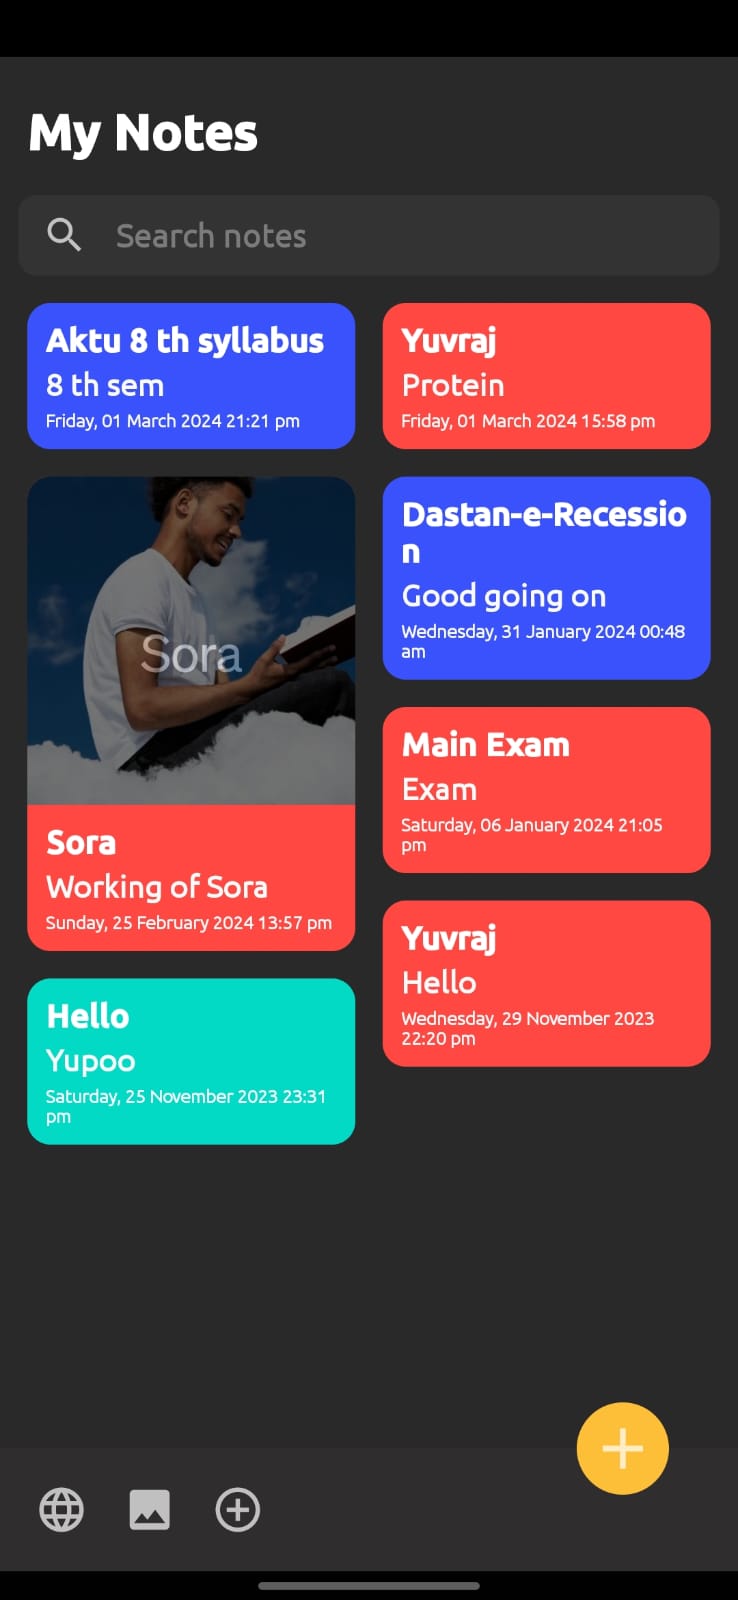 My Notes
Search notes
Aktu 8 th syllabus
8 th sem
Friday, 01 March 2024 21:21 pm
Yuvraj
Protein
Friday, 01 March 2024 15:58 pm
Sora
Sora
Working of Sora
Sunday, 25 February 2024 13:57 pm
Dastan-e-Recessio
n
Good going on
Wednesday, 31 January 2024 00:48
am
Main Exam
Exam
Saturday, 06 January 2024 21:05
pm
Yuvraj
Hello
Wednesday, 29 November 2023
22:20 pm
Hello
Yupoo
Saturday, 25 November 2023 23:31
pm